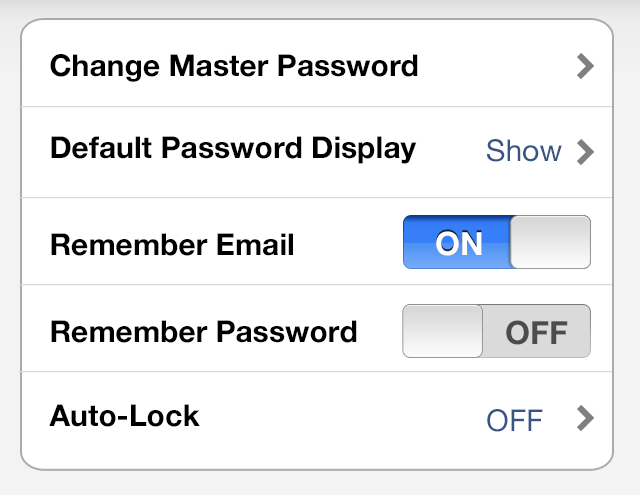 Change Master Password
Default Password Display Show
Remember Email ON
Remember Password OFF
Auto-Lock OFF